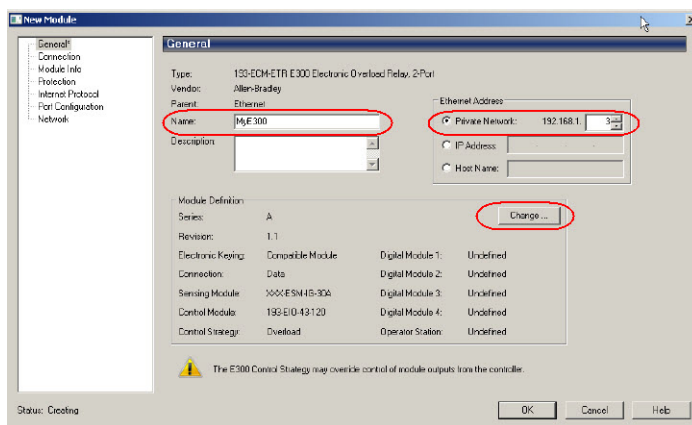 New Module
General*
Connection
Module Info
Protection
Internet Protocol
Port Configuration
Network
General
Type: 193-ECM-ETR E300 Electronic Overload Relay, 2-Port
Vendor: Allen-Bradley
Parent: Ethernet
Name: MyE300
Description:
Ethernet Address
Private Network: 192.168.1. 3
IP Address:
Host Name:
Module Definition
Series: A
Change ...
Revision: 1.1
Electronic Keying: Compatible Module Digital Module 1: Undefined
Connection: Data Digital Module 2: Undefined
Sensing Module: XXX-ESM-IG-30A Digital Module 3: Undefined
Control Module: 193-EIO-43-120 Digital Module 4: Undefined
Control Strategy: Overload Operator Station: Undefined
The E300 Control Strategy may override control of module outputs from the controller.
Status: Creating
OK Cancel Help